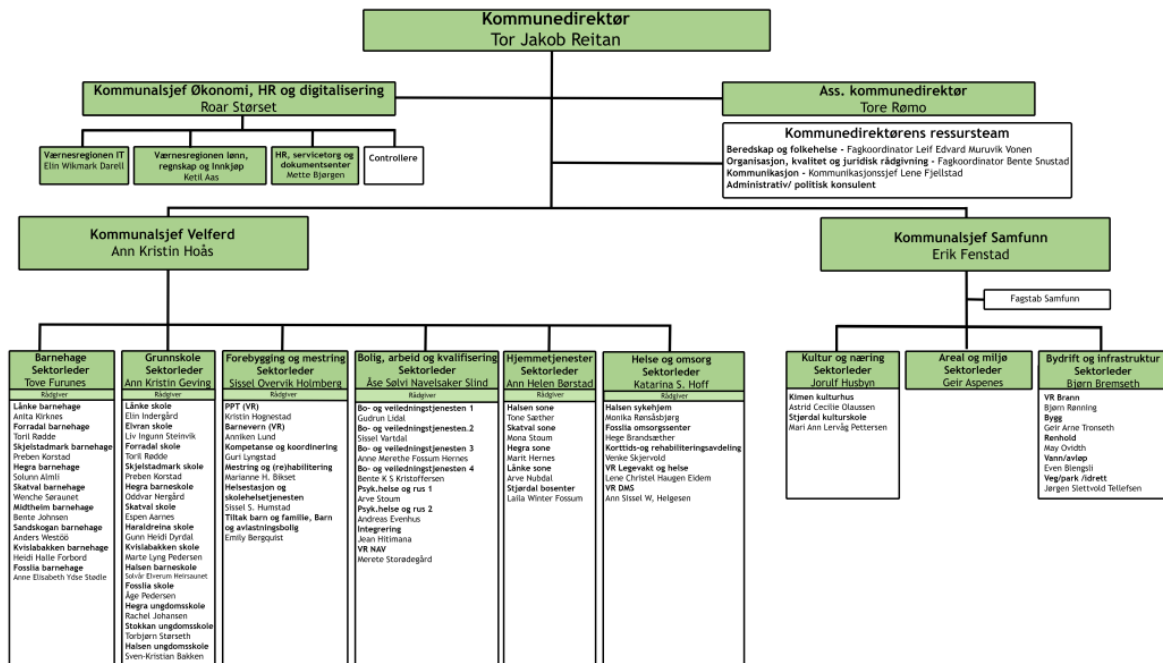 Kommunedirektør
Tor Jakob Reitan
Kommunalsjef Økonomi, HR og digitalisering
Roar Størset
Ass. kommunedirektør
Tore Rømo
Værnesregionen IT
Elin Wikmark Darell
Værnesregionen lønn,
regnskap og Innkjøp
Ketil Aas
HR, servicetorg og
dokumentsenter
Mette Bjørgen
Controllere
Kommunedirektørens ressursteam
Beredskap og folkehelse - Fagkoordinator Leif Edvard Muruvik Vonen
Organisasjon, kvalitet og juridisk rådgivning - Fagkoordinator Bente Snustad
Kommunikasjon - Kommunikasjonssjef Lene Fjellstad
Administrativ/ politisk konsulent
Kommunalsjef Velferd
Ann Kristin Hoås
Kommunalsjef Samfunn
Erik Fenstad
Fagstab Samfunn
Barnehage
Sektorleder
Tove Furunes
Rådgiver
Lånke barnehage
Anita Kirknes
Forradal barnehage
Toril Rødde
Skjelstadmark barnehage
Preben Korstad
Hegra barnehage
Solunn Almli
Skatval barnehage
Wenche Søraunet
Midtheim barnehage
Bente Johnsen
Sandskogan barnehage
Anders Westöö
Kvislabakken barnehage
Heidi Halle Forbord
Fosslia barnehage
Anne Elisabeth Ydse Stødle
Grunnskole
Sektorleder
Ann Kristin Geving
Rådgiver
Lånke skole
Elin Indergård
Elvran skole
Liv Ingunn Steinvik
Forradal skole
Toril Rødde
Skjelstadmark skole
Preben Korstad
Hegra barneskole
Oddvar Nergård
Skatval skole
Espen Aarnes
Haraldreina skole
Gunn Heidi Dyrdal
Kvislabakken skole
Marte Lyng Pedersen
Halsen barneskole
Solvår Elverum Heirsaunet
Fosslia skole
Åge Pedersen
Hegra ungdomsskole
Rachel Johansen
Stokkan ungdomsskole
Torbjørn Størseth
Halsen ungdomsskole
Sven-Kristian Bakken
Forebygging og mestring
Sektorleder
Sissel Overvik Holmberg
Rådgiver
PPT (VR)
Kristin Hognestad
Barnevern (VR)
Anniken Lund
Kompetanse og koordinering
Guri Lyngstad
Mestring og (re)habilitering
Marianne H. Bikset
Helsestasjon og
skolehelsetjenesten
Sissel S. Humstad
Tiltak barn og familie, Barn
og avlastningsbolig
Emily Bergquist
Bolig, arbeid og kvalifisering
Sektorleder
Åse Sølvi Navelsaker Slind
Rådgiver
Bo- og veiledningstjenesten 1
Gudrun Lidal
Bo- og veiledningstjenesten.2
Sissel Vartdal
Bo- og veiledningstjenesten 3
Anne Merethe Fossum Hernes
Bo- og veiledningstjenesten 4
Bente K S Kristoffersen
Psyk.helse og rus 1
Arve Stoum
Psyk.helse og rus 2
Andreas Evenhus
Integrering
Jean Hitimana
VR NAV
Merete Storødegård
Hjemmetjenester
Sektorleder
Ann Helen Børstad
Rådgiver
Halsen sone
Tone Sæther
Skatval sone
Mona Stoum
Hegra sone
Marit Hernes
Lånke sone
Arve Nubdal
Stjørdal bosenter
Laila Winter Fossum
Helse og omsorg
Sektorleder
Katarina S. Hoff
Rådgiver
Halsen sykehjem
Monika Rønsåsbjørg
Fosslia omsorgssenter
Hege Brandsæther
Korttids-og rehabiliteringsavdeling
Venke Skjervold
VR Legevakt og helse
Lene Christel Haugen Eidem
VR DMS
Ann Sissel W, Helgesen
Kultur og næring
Sektorleder
Jorulf Husbyn
Kimen kulturhus
Astrid Cecilie Olaussen
Stjørdal kulturskole
Mari Ann Lervåg Pettersen
Areal og miljø
Sektorleder
Geir Aspenes
Bydrift og infrastruktur
Sektorleder
Bjørn Bremseth
VR Brann
Bjørn Rønning
Bygg
Geir Arne Tronseth
Renhold
May Ovidth
Vann/avløp
Even Blengsli
Veg/park /idrett
Jørgen Slettvold Tellefsen